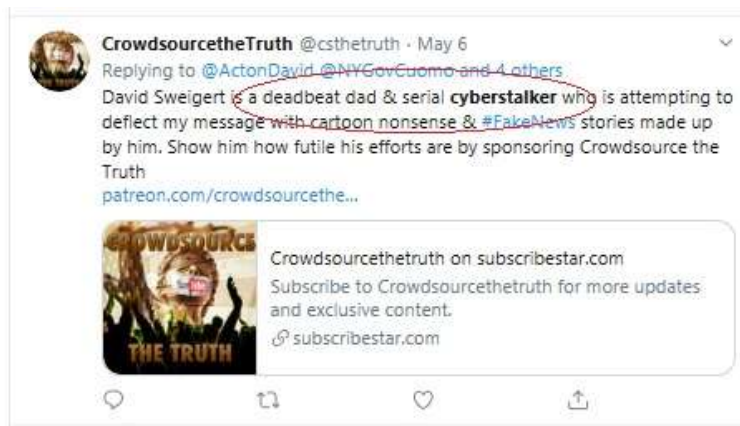 CrowdsourcetheTruth @csthetruth · May 6
Replying to @ActonDavid @NYGovCuomo and 4 others
David Sweigert is a deadbeat dad & serial cyberstalker who is attempting to
deflect my message with cartoon nonsense & #FakeNews stories made up
by him. Show him how futile his efforts are by sponsoring Crowdsource the
Truth
patreon.com/crowdsourcethe...
CROWDSOURCE
You Tube
THE TRUTH
Crowdsourcethetruth on subscribestar.com
Subscribe to Crowdsourcethetruth for more updates
and exclusive content.
subscribestar.com